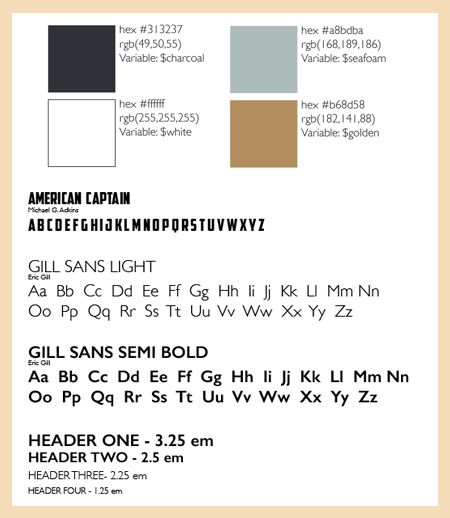 hex #313237
rgb(49,50,55)
Variable: $charcoal
hex #a8bdba
rgb(168,189,186)
Variable: $seafoam
hex #ffffff
rgb(255,255,255)
Variable: $white
hex #b68d58
rgb(182,141,88)
Variable: $golden
AMERICAN CAPTAIN
Michael G. Adkins
ABCDEFGHIJKLMNOPQRSTUVWXYZ
GILL SANS LIGHT
Eric Gill
Aa Bb Cc Dd Ee Ff Gg Hh Ii Jj Kk Ll Mm Nn
Oo Pp Qq Rr Ss Tt Uu Vv Ww Xx Yy Zz
GILL SANS SEMI BOLD
Eric Gill
Aa Bb Cc Dd Ee Ff Gg Hh Ii Jj Kk Ll Mm Nn
Oo Pp Qq Rr Ss Tt Uu Vv Ww Xx Yy Zz
HEADER ONE - 3.25 em
HEADER TWO - 2.5 em
HEADER THREE- 2.25 em
HEADER FOUR - 1.25 em